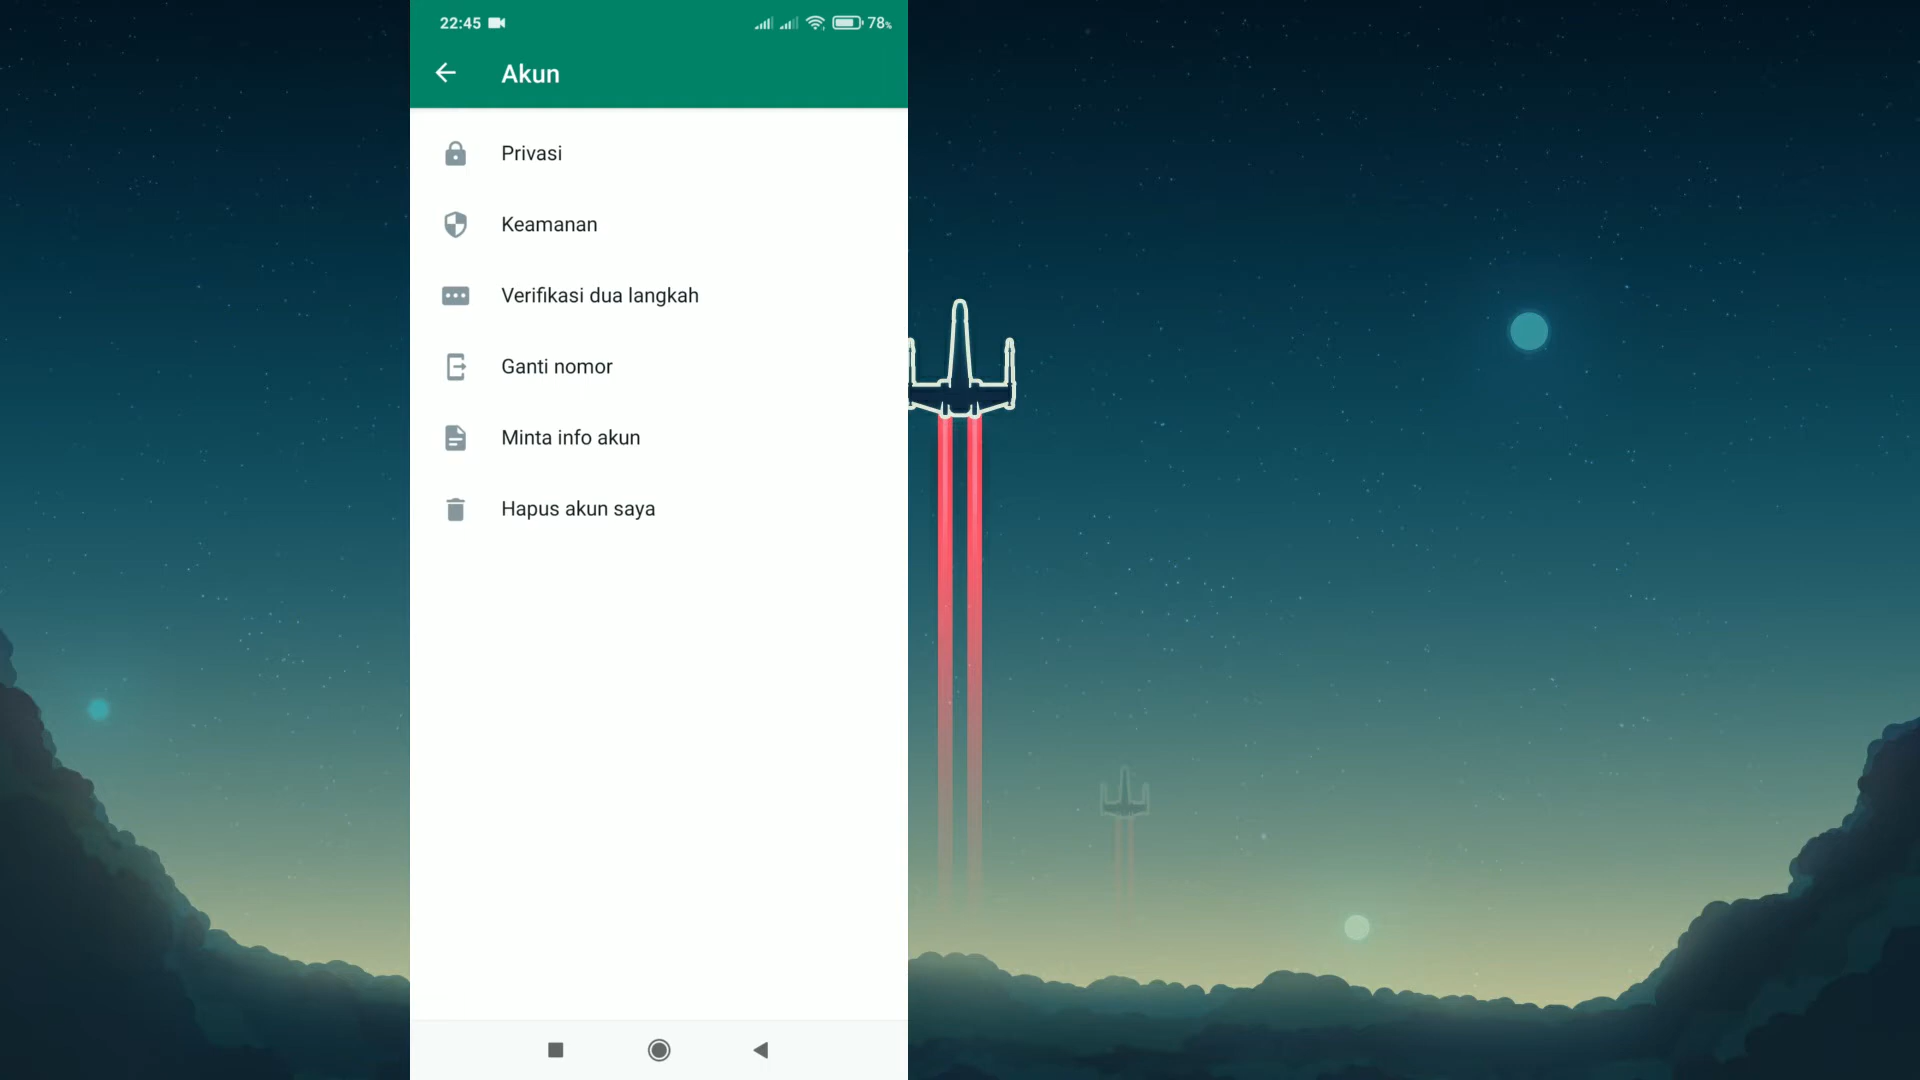 22:45 78%
Akun
Privasi
Keamanan
Verifikasi dua langkah
Ganti nomor
Minta info akun
Hapus akun saya